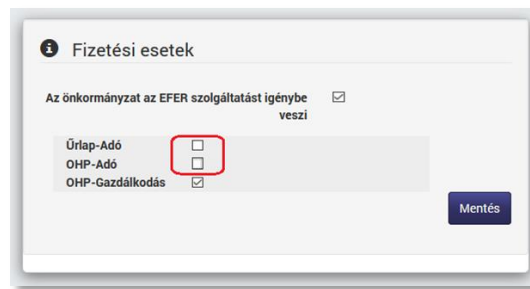 Fizetési esetek
Az önkormányzat az EFER szolgáltatást igénybe
veszi
Űrlap-Adó
OHP-Adó
OHP-Gazdálkodás
Mentés